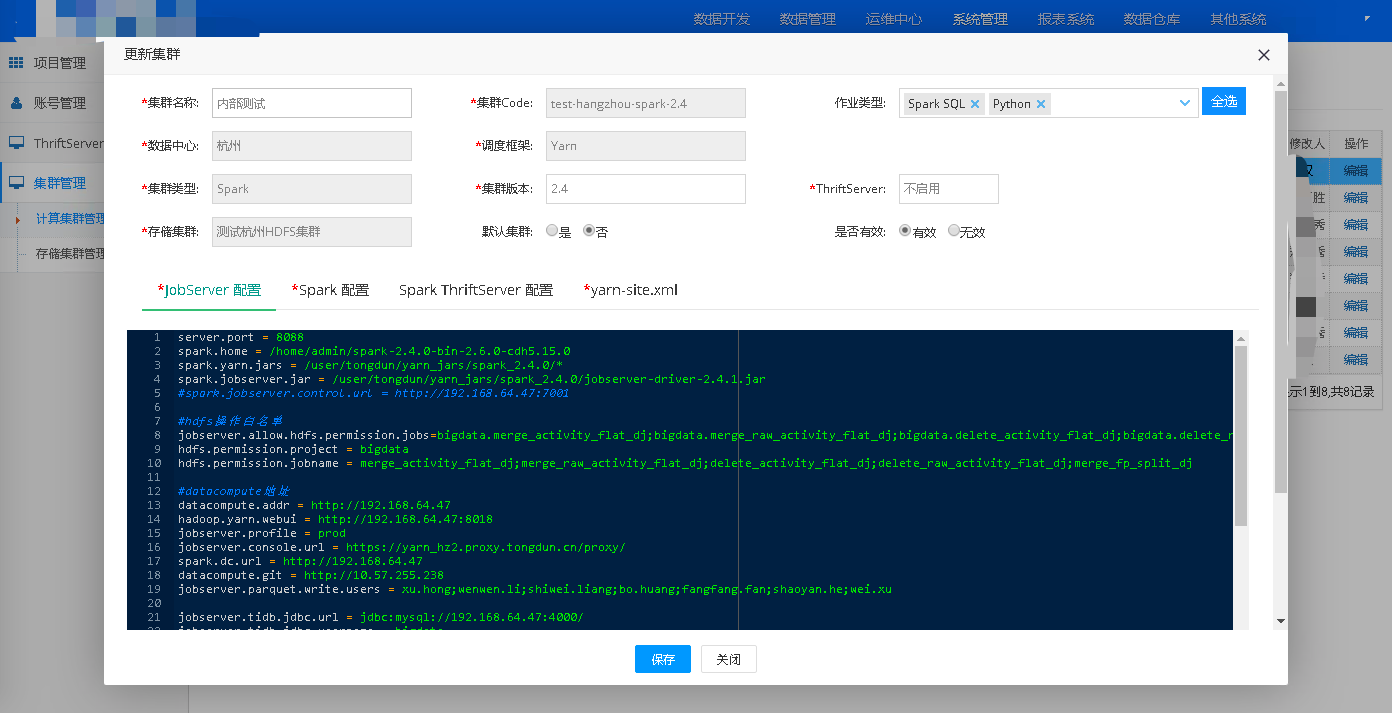 数据开发 数据管理 运维中心 系统管理 报表系统 数据仓库 其他系统
项目管理
账号管理
ThriftServer
集群管理
计算集群管理
存储集群管理
更新集群
*集群名称: 内部测试 *集群Code: test-hangzhou-spark-2.4 作业类型: Spark SQL × Python × 全选
*数据中心: 杭州 *调度框架: Yarn
*集群类型: Spark *集群版本: 2.4 *ThriftServer: 不启用
*存储集群: 测试杭州HDFS集群 默认集群: 是 否 是否有效: 有效 无效
*JobServer 配置 *Spark 配置 Spark ThriftServer 配置 *yarn-site.xml
1 server.port = 8088
2 spark.home = /home/admin/spark-2.4.0-bin-2.6.0-cdh5.15.0
3 spark.yarn.jars = /user/tongdun/yarn_jars/spark_2.4.0/*
4 spark.jobserver.jar = /user/tongdun/yarn_jars/spark_2.4.0/jobserver-driver-2.4.1.jar
5 #spark.jobserver.control.url = http://192.168.64.47:7001
6
7 #hdfs操作白名单
8 jobserver.allow.hdfs.permission.jobs=bigdata.merge_activity_flat_dj;bigdata.merge_raw_activity_flat_dj;bigdata.delete_activity_flat_dj;bigdata.delete_r
9 hdfs.permission.project = bigdata
10 hdfs.permission.jobname = merge_activity_flat_dj;merge_raw_activity_flat_dj;delete_activity_flat_dj;delete_raw_activity_flat_dj;merge_fp_split_dj
11
12 #datacompute地址
13 datacompute.addr = http://192.168.64.47
14 hadoop.yarn.webui = http://192.168.64.47:8018
15 jobserver.profile = prod
16 jobserver.console.url = https://yarn_hz2.proxy.tongdun.cn/proxy/
17 spark.dc.url = http://192.168.64.47
18 datacompute.git = http://10.57.255.238
19 jobserver.parquet.write.users = xu.hong;wenwen.li;shiwei.liang;bo.huang;fangfang.fan;shaoyan.he;wei.xu
20
21 jobserver.tidb.jdbc.url = jdbc:mysql://192.168.64.47:4000/
保存 关闭
修改人 操作
编辑
胜 编辑
秀 编辑
编辑
编辑
编辑
编辑
编辑
示1到8,共8记录